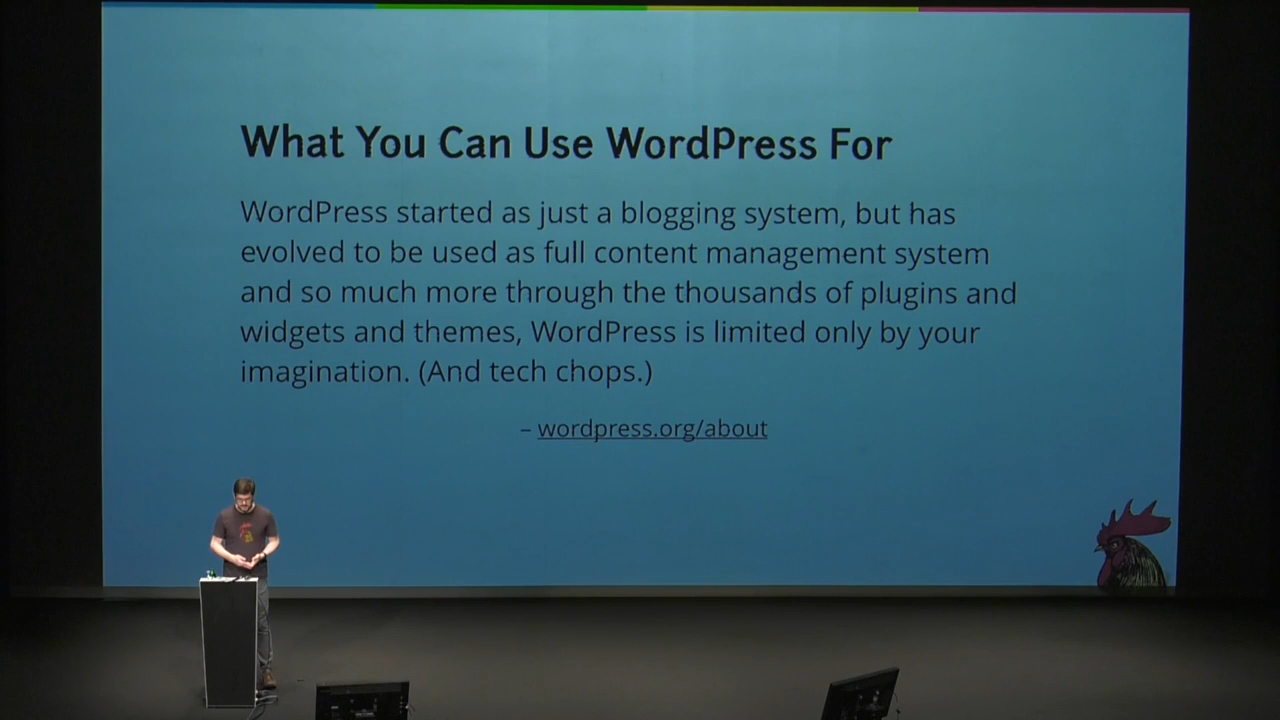 What You Can Use WordPress For
WordPress started as just a blogging system, but has
evolved to be used as full content management system
and so much more through the thousands of plugins and
widgets and themes, WordPress is limited only by your
imagination. (And tech chops.)
– wordpress.org/about